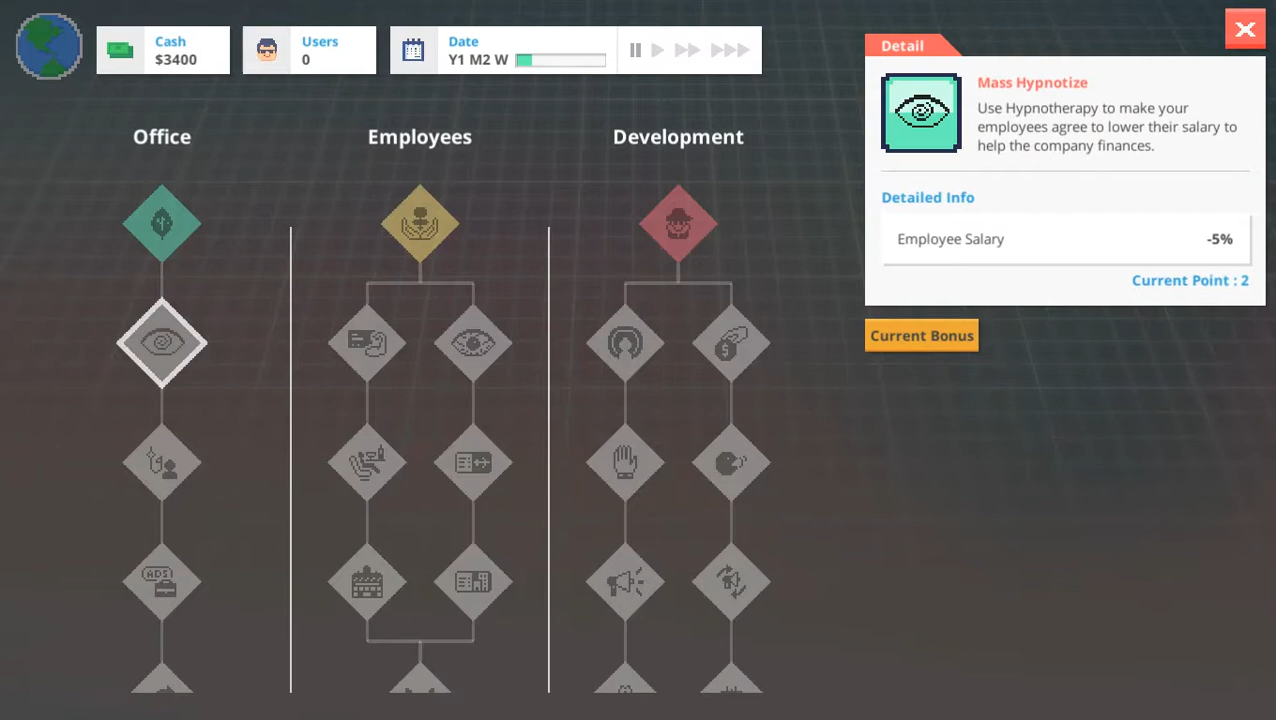 Cash
$3400
Users
0
Date
Y1 M2 W
Office
Employees
Development
ADS!
Detail
Mass Hypnotize
Use Hypnotherapy to make your
employees agree to lower their salary to
help the company finances.
Detailed Info
Employee Salary -5%
Current Point : 2
Current Bonus